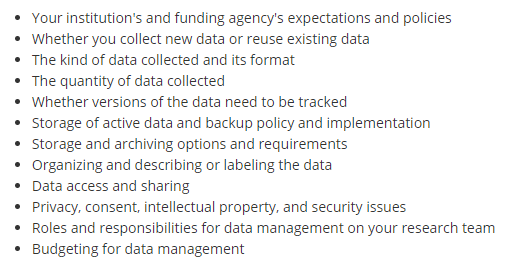 • Your institution's and funding agency's expectations and policies
• Whether you collect new data or reuse existing data
• The kind of data collected and its format
• The quantity of data collected
• Whether versions of the data need to be tracked
• Storage of active data and backup policy and implementation
• Storage and archiving options and requirements
• Organizing and describing or labeling the data
• Data access and sharing
• Privacy, consent, intellectual property, and security issues
• Roles and responsibilities for data management on your research team
• Budgeting for data management